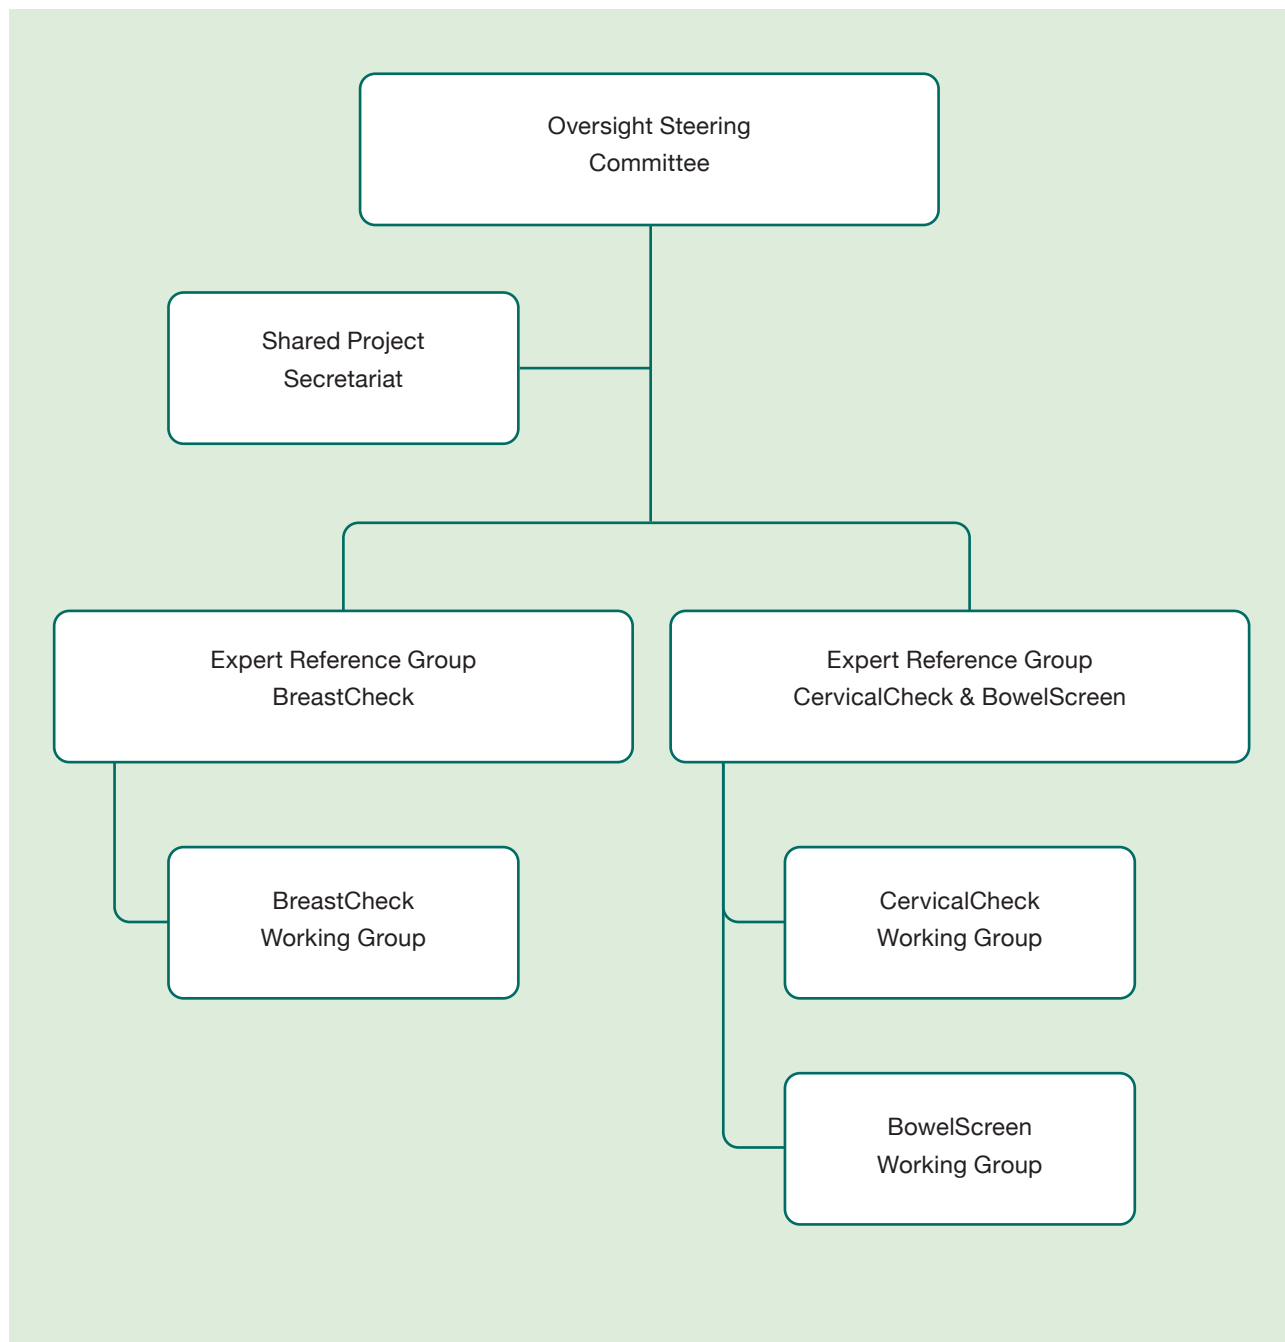 Oversight Steering
Committee
Shared Project
Secretariat
Expert Reference Group
BreastCheck
Expert Reference Group
CervicalCheck & BowelScreen
BreastCheck
Working Group
CervicalCheck
Working Group
BowelScreen
Working Group